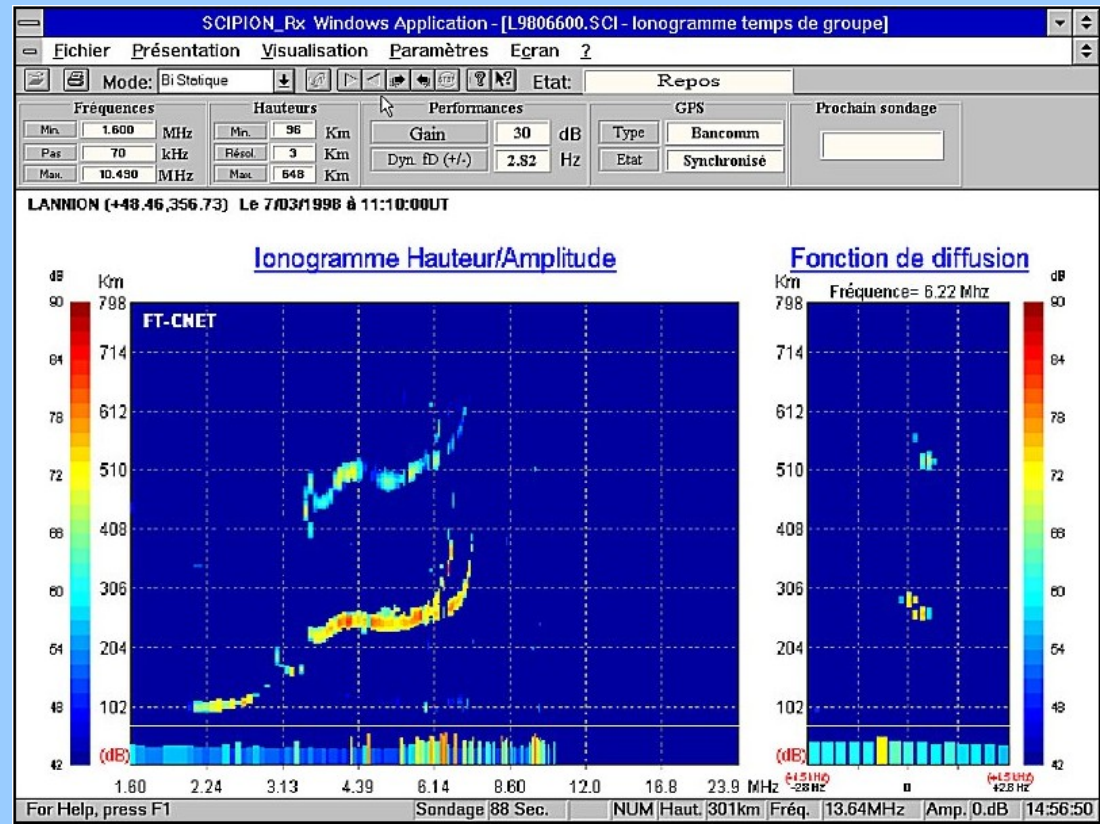 SCIPION_Rx Windows Application - [L9806600.SCI - Ionogramme temps de groupe]
Fichier Présentation Visualisation Paramètres Ecran ?
Mode: Bi Statique Etat: Repos
Fréquences Hauteurs Performances GPS Prochain sondage
Min. 1.600 MHz Min. 96 Km Gain 30 dB Type Bancomm
Pas 70 kHz Résol. 3 Km Dyn. fD (+/-) 2.82 Hz Etat Synchronisé
Max. 10.490 MHz Max. 648 Km
LANNION (+48.46,356.73) Le 7/03/1998 à 11:10:00UT
Ionogramme Hauteur/Amplitude Fonction de diffusion
dB Km Km Fréquence= 6.22 Mhz dB
90 798 FT-CNET 798 90
84 714 714 84
78 612 612 78
72 510 510 72
66 408 408 66
60 306 306 60
54 204 204 54
48 102 102 48
42 (dB) (dB) 42
1.60 2.24 3.13 4.39 6.14 8.60 12.0 16.8 23.9 MHz -2.8 Hz 0 +2.8 Hz
For Help, press F1 Sondage 88 Sec. NUM Haut. 301km Fréq. 13.64MHz Amp. 0.dB 14:56:50